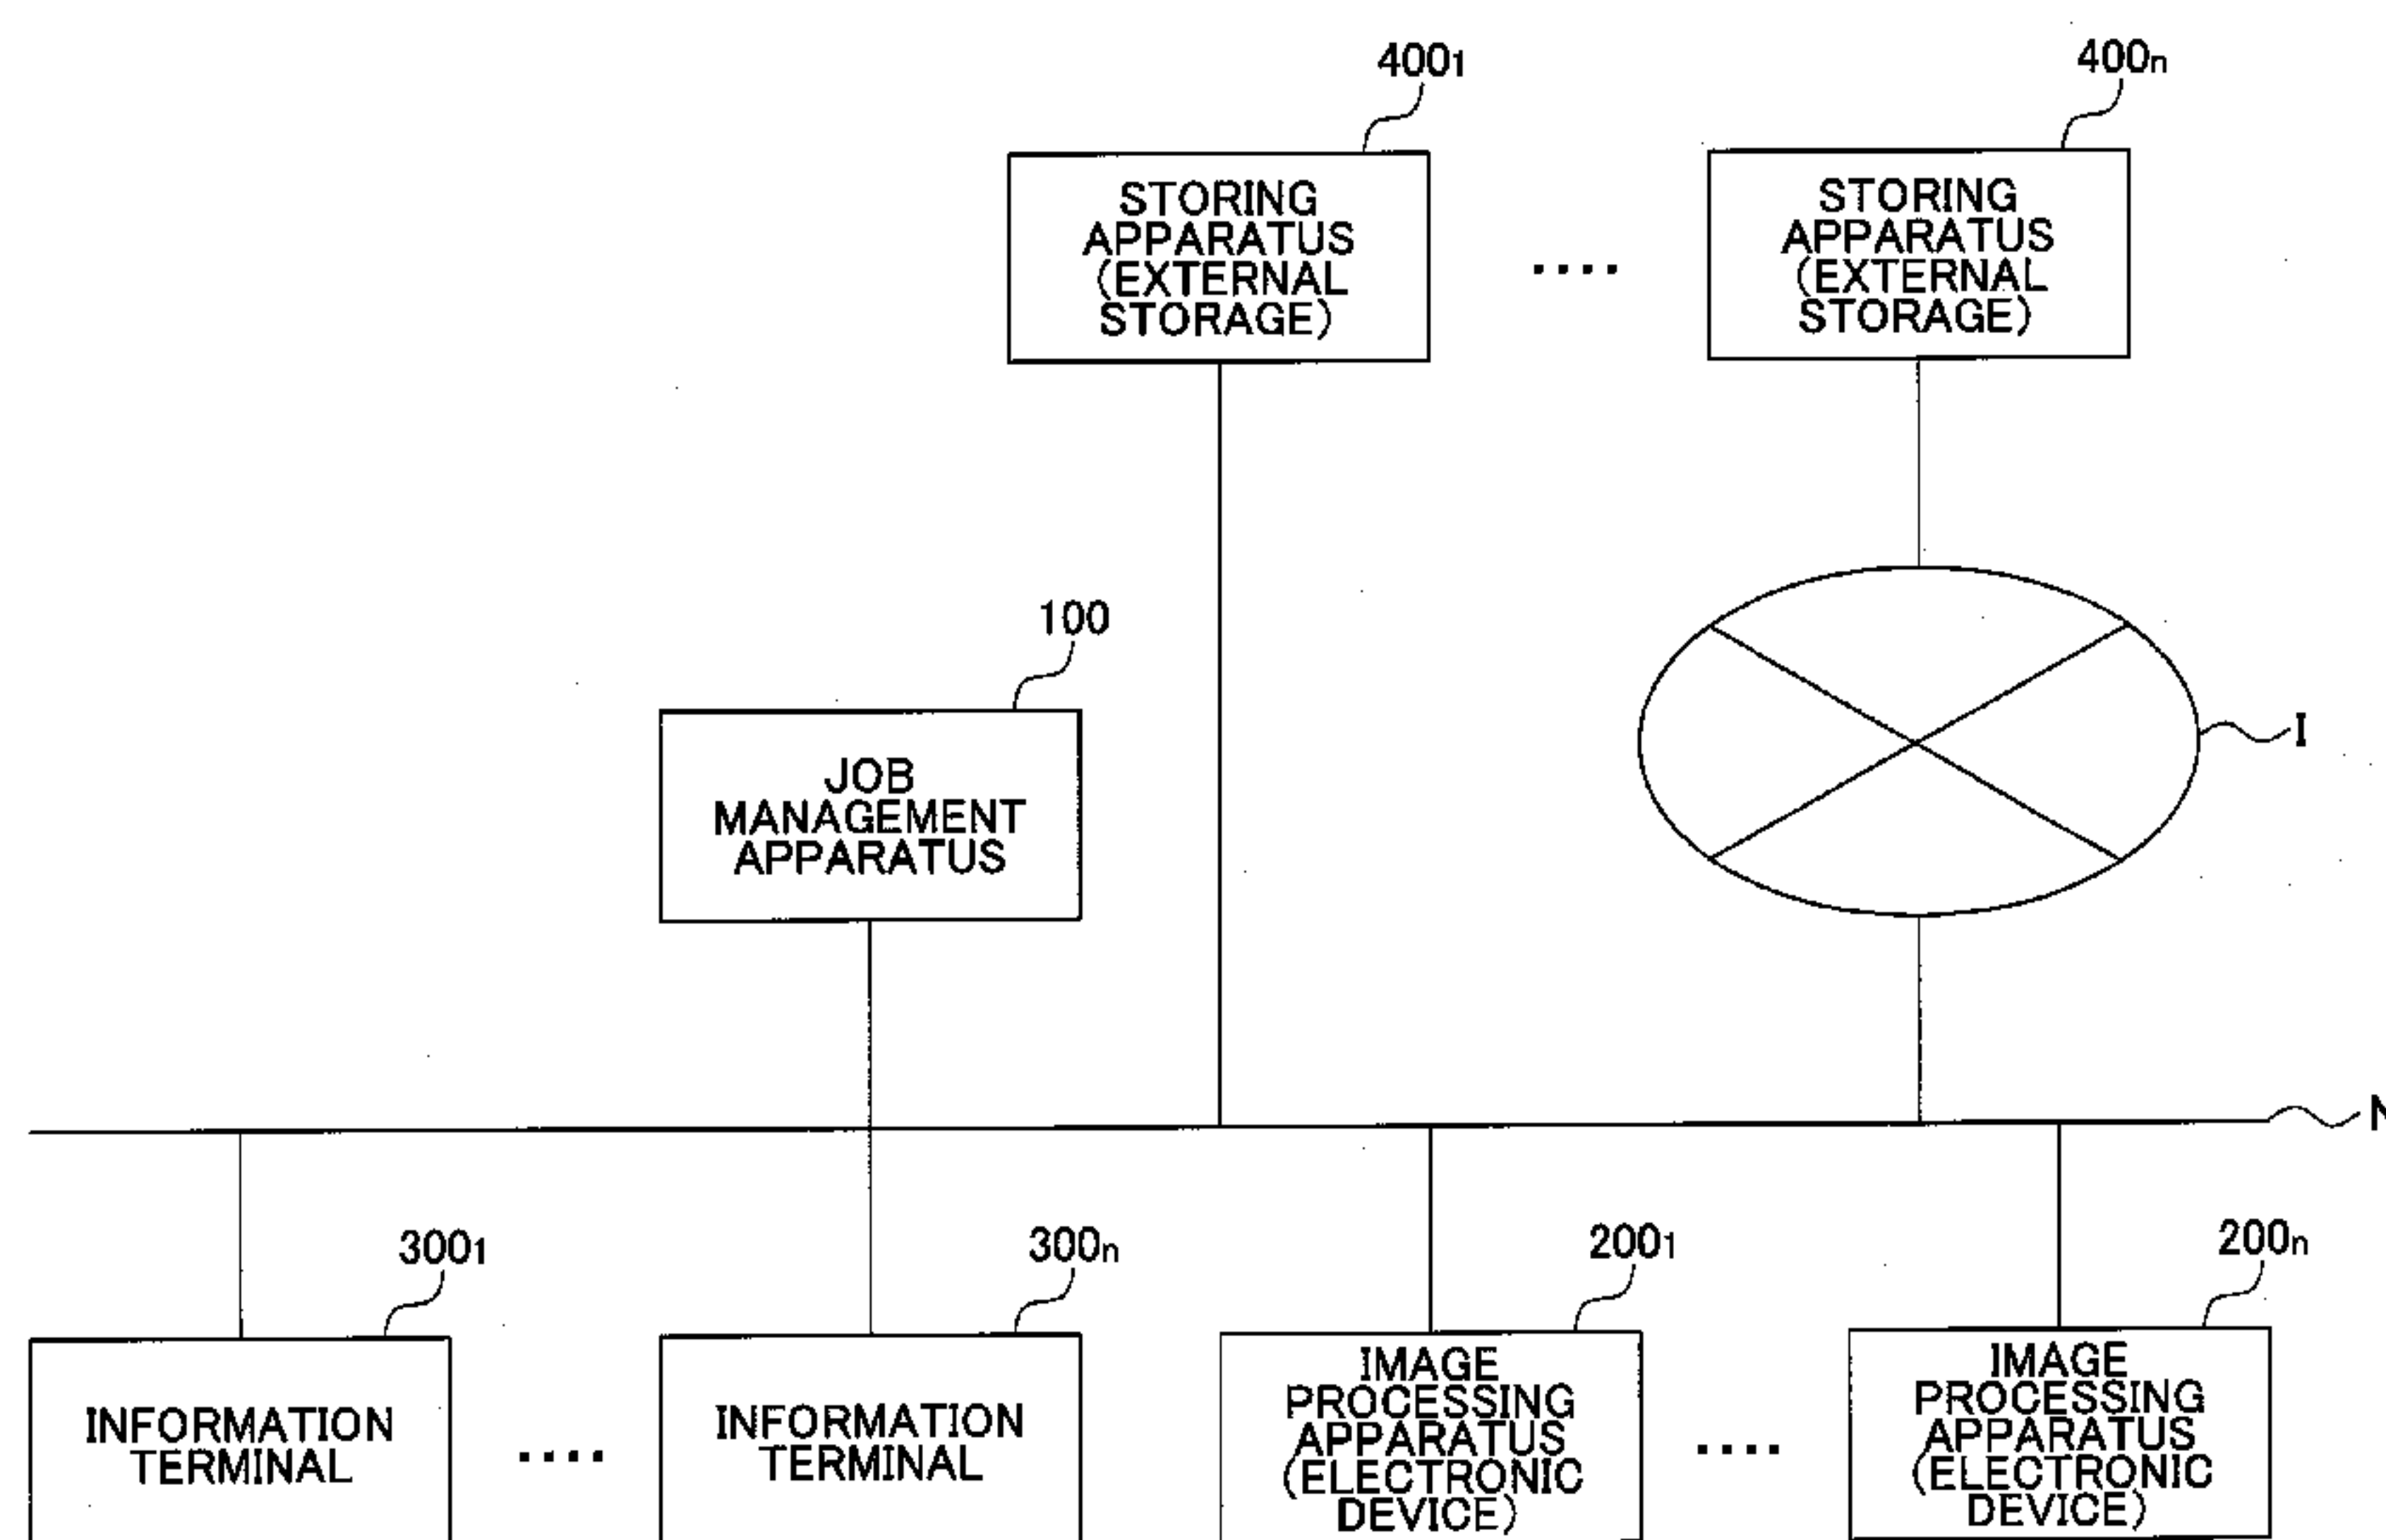 400₁
400n
STORING
APPARATUS
(EXTERNAL
STORAGE)
....
STORING
APPARATUS
(EXTERNAL
STORAGE)
100
JOB
MANAGEMENT
APPARATUS
I
N
300₁
300n
200₁
200n
INFORMATION
TERMINAL
....
INFORMATION
TERMINAL
IMAGE
PROCESSING
APPARATUS
(ELECTRONIC
DEVICE)
....
IMAGE
PROCESSING
APPARATUS
(ELECTRONIC
DEVICE)